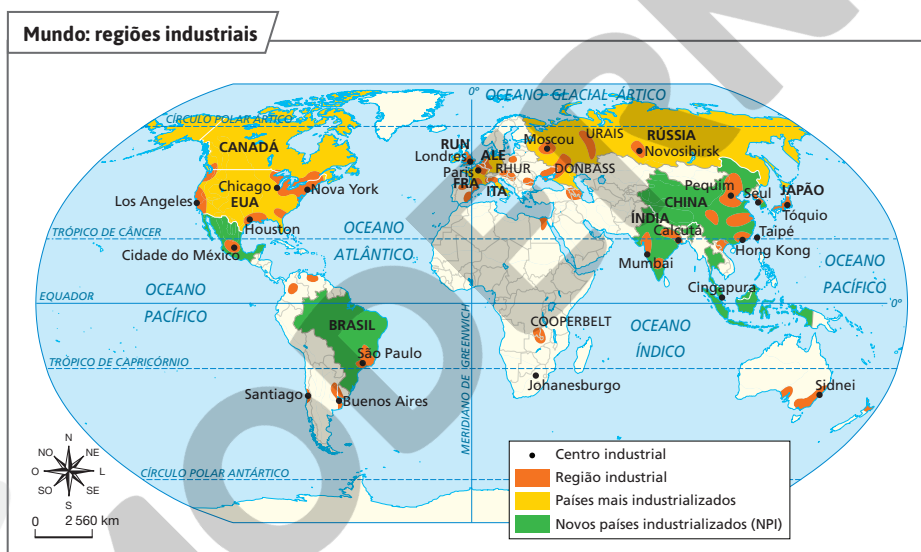 Mundo: regiões industriais
0°
OCEANO GLACIAL ÁRTICO
CÍRCULO POLAR ÁRTICO
CANADÁ
RUN
Londres
ALE
Paris
RHUR
FRA
ITA
Moscou
URAIS
RÚSSIA
Novosibirsk
DONBASS
Chicago
Nova York
Los Angeles
EUA
Houston
Pequim
Seul
JAPÃO
CHINA
Tóquio
TRÓPICO DE CÂNCER
OCEANO
ATLÂNTICO
ÍNDIA
Calcutá
Taipé
Cidade do México
Mumbai
Hong Kong
OCEANO
PACÍFICO
OCEANO
PACÍFICO
Cingapura
EQUADOR
0°
BRASIL
COOPERBELT
OCEANO
ÍNDICO
São Paulo
TRÒPICO DE CAPRICÓRNIO
MERIDIANO DE GREENWICH
Johanesburgo
Santiago
Buenos Aires
Sidnei
CÍRCULO POLAR ANTÁRTICO
N
NO
NE
O
L
SO
SE
S
0
2 560 km
Centro industrial
Região industrial
Países mais industrializados
Novos países industrializados (NPI)